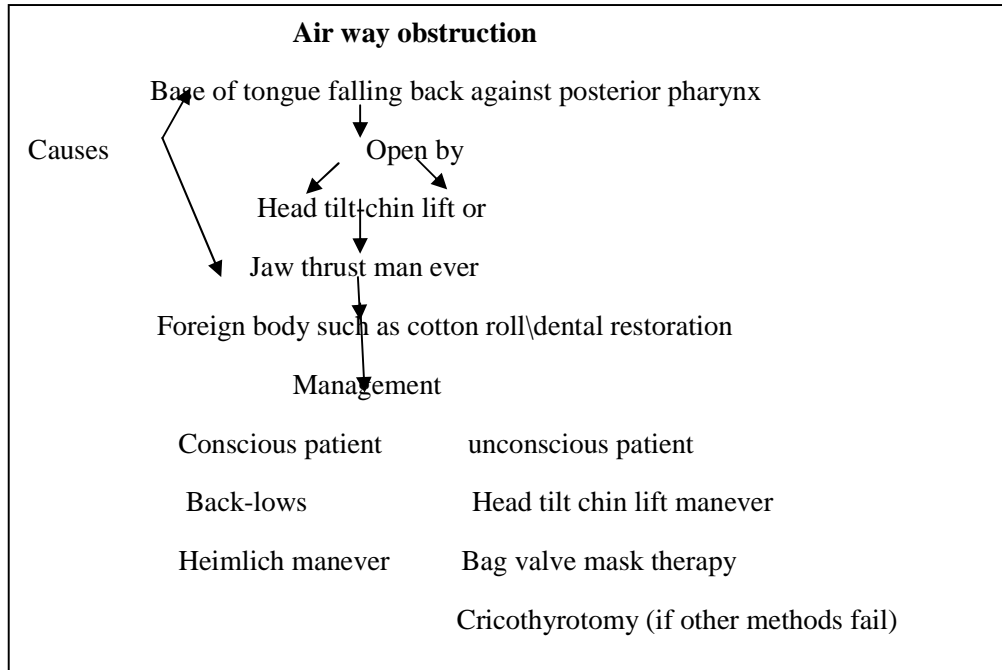 Air way obstruction
Base of tongue falling back against posterior pharynx
Causes Open by
Head tilt-chin lift or
Jaw thrust man ever
Foreign body such as cotton roll\dental restoration
Management
Conscious patient unconscious patient
Back-lows Head tilt chin lift manever
Heimlich manever Bag valve mask therapy
Cricothyrotomy (if other methods fail)